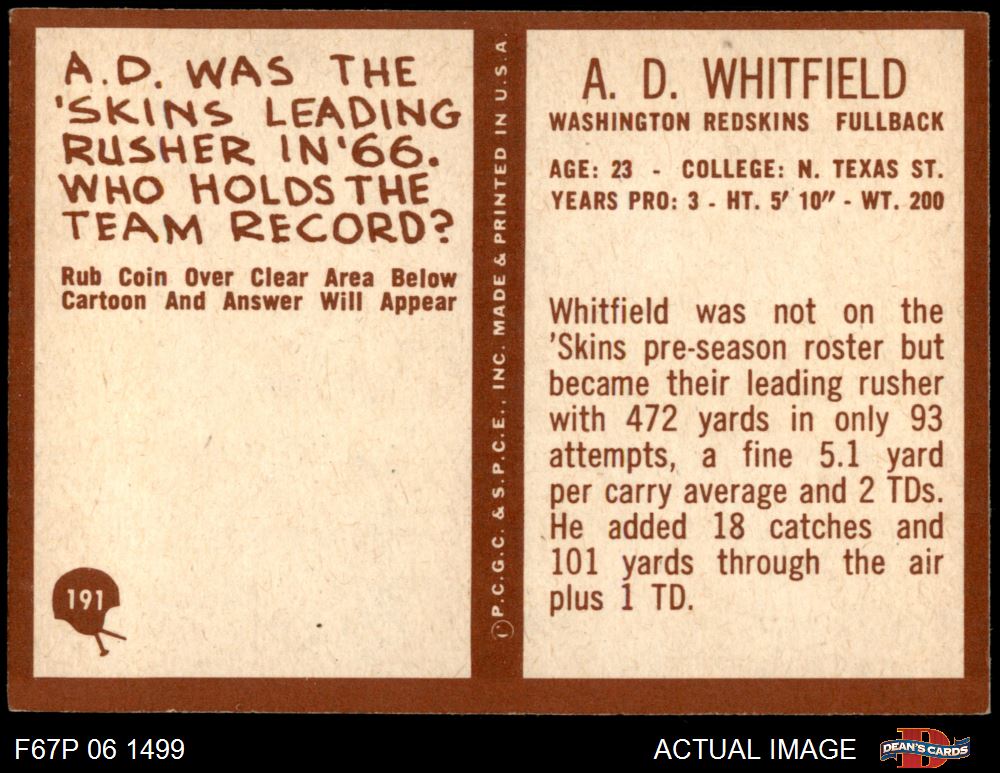 A.D. WAS THE
'SKINS LEADING
RUSHER IN '66.
WHO HOLDS THE
TEAM RECORD?
Rub Coin Over Clear Area Below
Cartoon And Answer Will Appear
191
P.C.G.C. & S.P.C.E., INC. MADE & PRINTED IN U.S.A.
A. D. WHITFIELD
WASHINGTON REDSKINS FULLBACK
AGE: 23 - COLLEGE: N. TEXAS ST.
YEARS PRO: 3 - HT. 5' 10" - WT. 200
Whitfield was not on the
'Skins pre-season roster but
became their leading rusher
with 472 yards in only 93
attempts, a fine 5.1 yard
per carry average and 2 TDs.
He added 18 catches and
101 yards through the air
plus 1 TD.
F67P 06 1499
ACTUAL IMAGE
DEAN'S CARDS